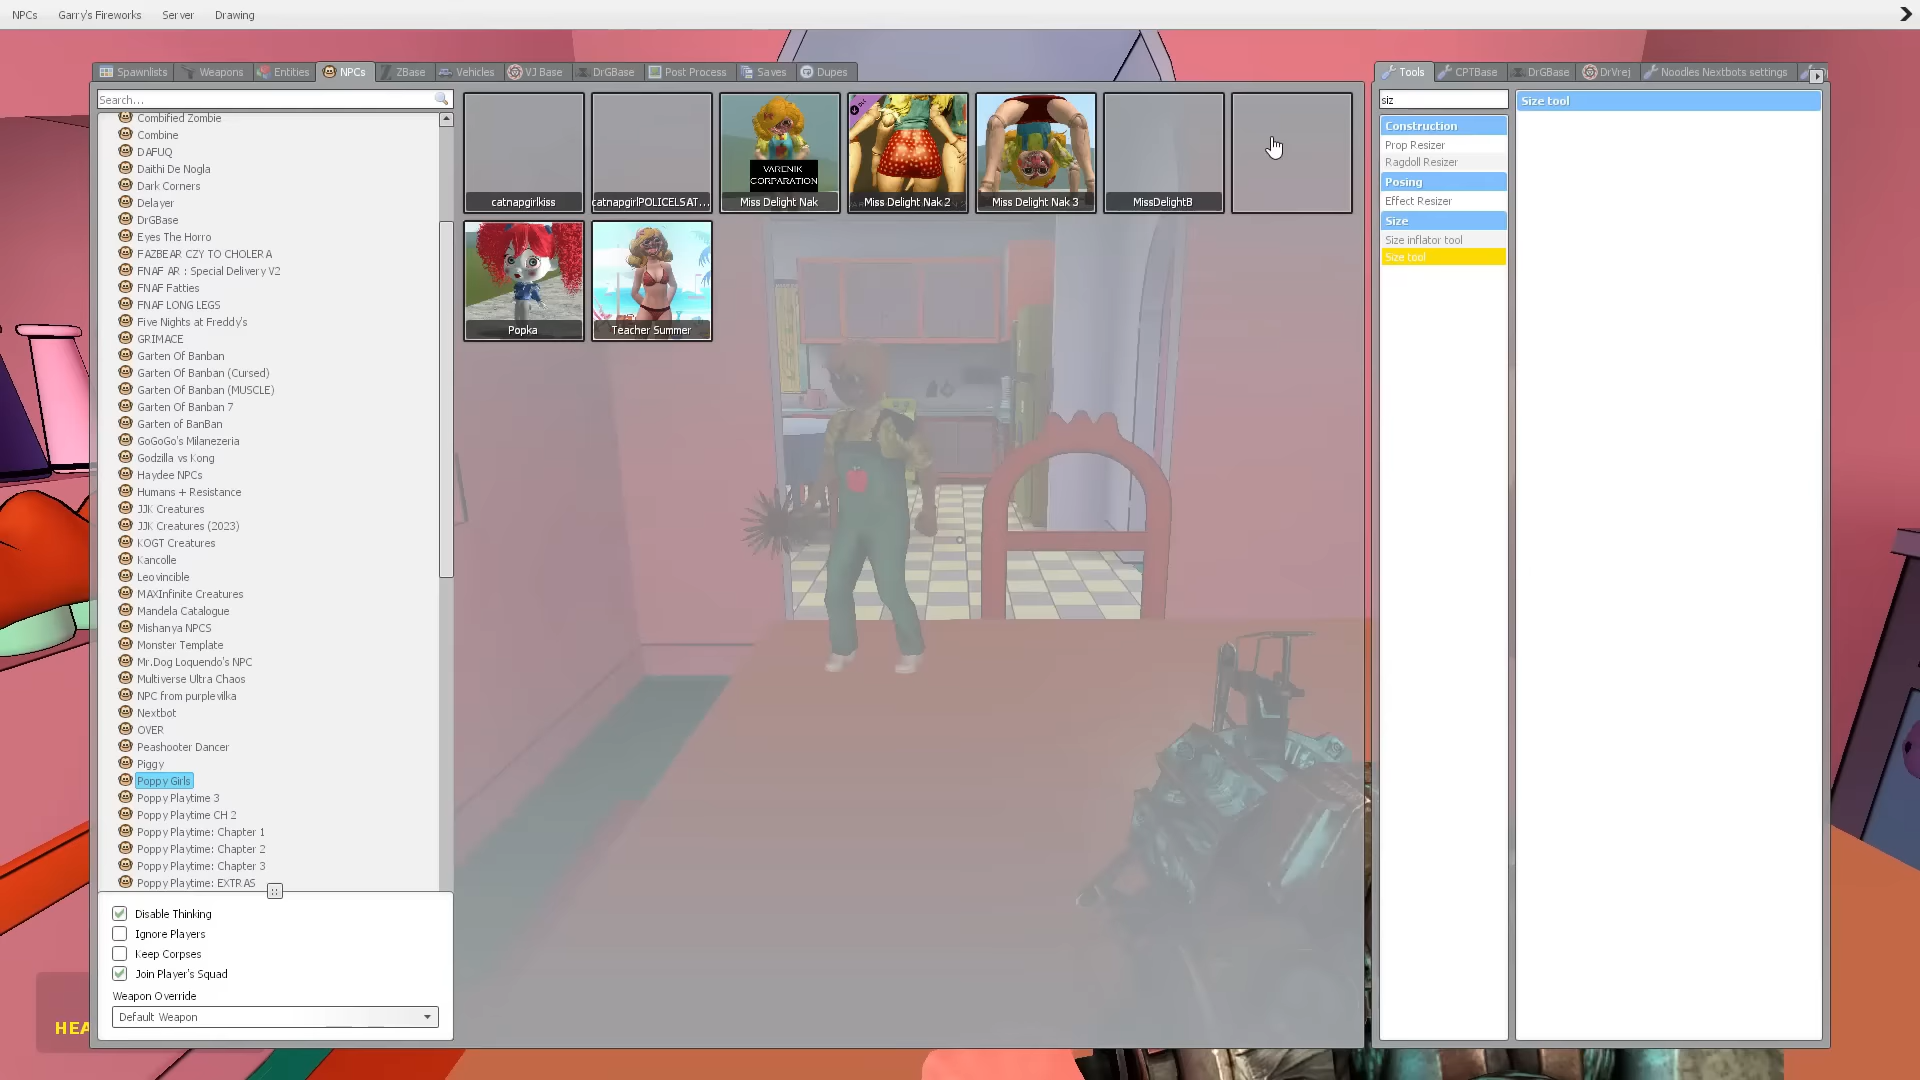 NPCs Garry's Fireworks Server Drawing
Spawnlists Weapons Entities NPCs ZBase Vehicles VJ Base DrGBase Post Process Saves Dupes
Tools CPTBase DrGBase DrVrej Noodles Nextbots settings
Search...
Combified Zombie
Combine
DAFUQ
Daithi De Nogla
Dark Corners
Delayer
DrGBase
Eyes The Horro
FAZBEAR CZY TO CHOLERA
FNAF AR : Special Delivery V2
FNAF Fatties
FNAF LONG LEGS
Five Nights at Freddy's
GRIMACE
Garten Of Banban
Garten Of Banban (Cursed)
Garten Of Banban (MUSCLE)
Garten Of Banban 7
Garten of BanBan
GoGoGo's Milanezeria
Godzilla vs Kong
Haydee NPCs
Humans + Resistance
JJK Creatures
JJK Creatures (2023)
KOGT Creatures
Kancolle
Leovincible
MAXInfinite Creatures
Mandela Catalogue
Mishanya NPCS
Monster Template
Mr.Dog Loquendo's NPC
Multiverse Ultra Chaos
NPC from purplevilka
Nextbot
OVER
Peashooter Dancer
Piggy
Poppy Girls
Poppy Playtime 3
Poppy Playtime CH 2
Poppy Playtime: Chapter 1
Poppy Playtime: Chapter 2
Poppy Playtime: Chapter 3
Poppy Playtime: EXTRAS
Disable Thinking
Ignore Players
Keep Corpses
Join Player's Squad
Weapon Override
Default Weapon
HEA
VARENIK
CORPARATION
catnapgirlkiss catnapgirlPOLICELSAT... Miss Delight Nak Miss Delight Nak 2 Miss Delight Nak 3 MissDelightB
Popka Teacher Summer
siz
Construction
Prop Resizer
Ragdoll Resizer
Posing
Effect Resizer
Size
Size inflator tool
Size tool
Size tool